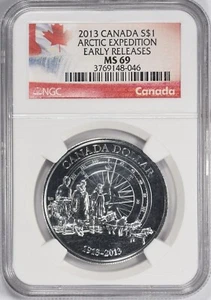 2013 CANADA S$1
ARCTIC EXPEDITION
EARLY RELEASES
MS 69
3769148-046
NGC
Canada
CANADA DOLLAR
1913-2013